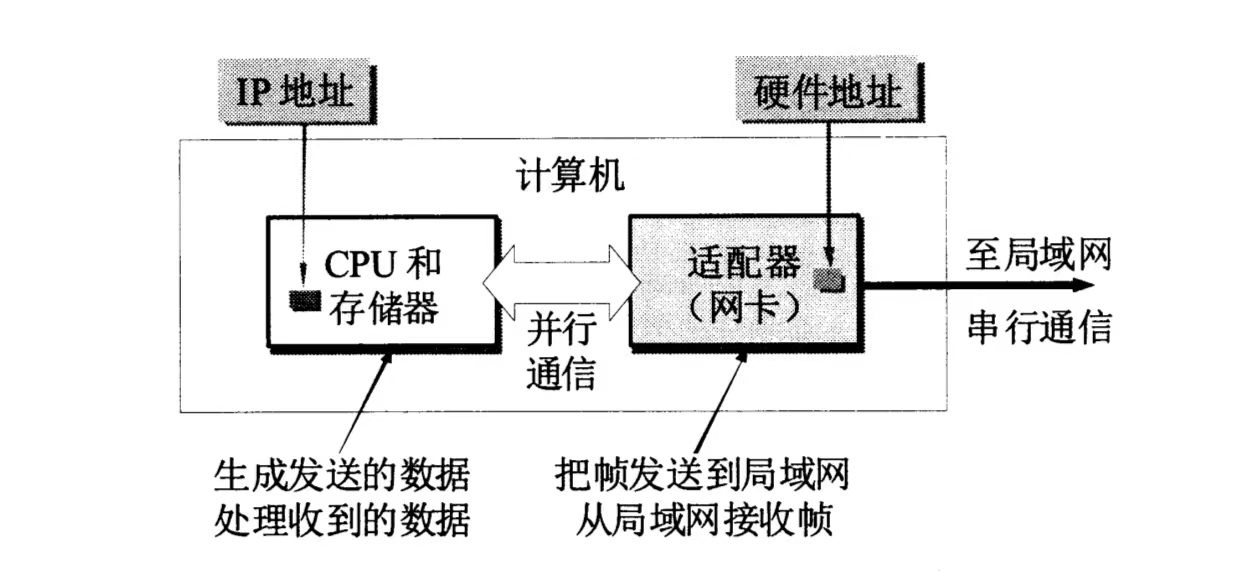 IP 地址
硬件地址
计算机
CPU 和
存储器
适配器
（网卡）
并行
通信
至局域网
串行通信
生成发送的数据
处理收到的数据
把帧发送到局域网
从局域网接收帧